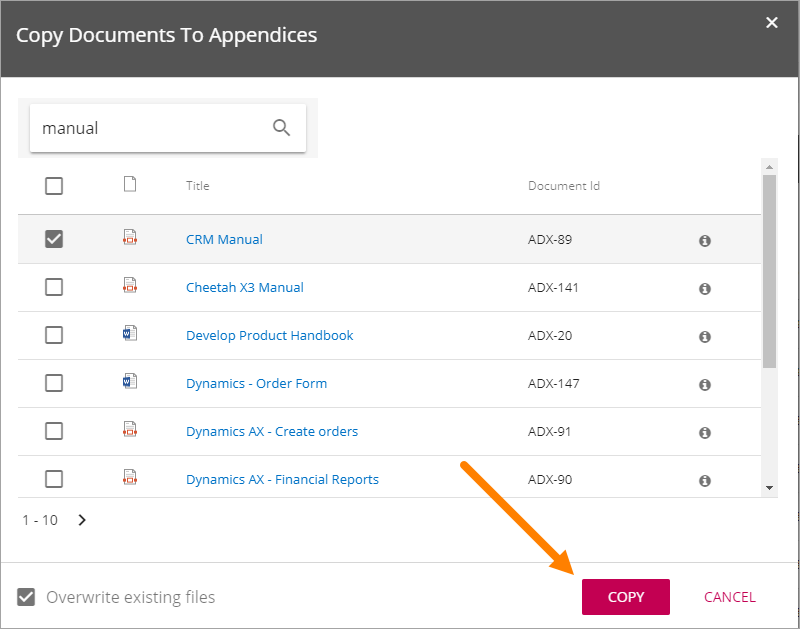 Copy Documents To Appendices
manual
Title Document Id
CRM Manual ADX-89
Cheetah X3 Manual ADX-141
Develop Product Handbook ADX-20
Dynamics - Order Form ADX-147
Dynamics AX - Create orders ADX-91
Dynamics AX - Financial Reports ADX-90
1 - 10
Overwrite existing files COPY CANCEL